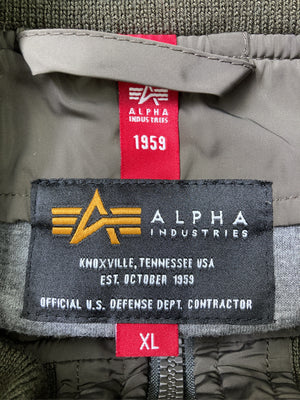 ALPHA
INDUSTRIES
1959
ALPHA
INDUSTRIES
KNOXVILLE, TENNESSEE USA
EST. OCTOBER 1959
OFFICIAL U.S. DEFENSE DEPT. CONTRACTOR
XL